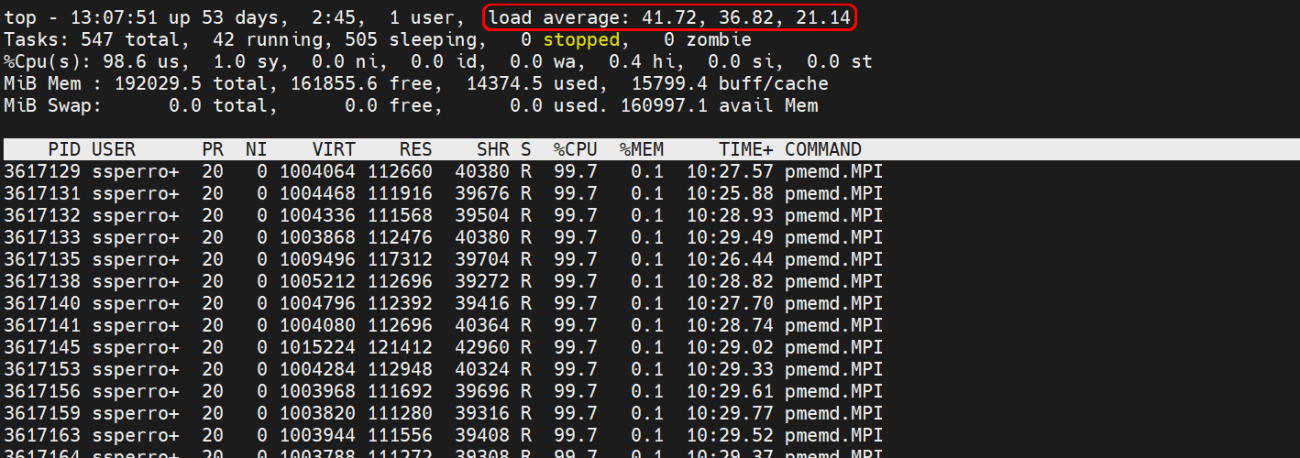 top - 13:07:51 up 53 days,  2:45,  1 user,  load average: 41.72, 36.82, 21.14
Tasks: 547 total,  42 running, 505 sleeping,   0 stopped,   0 zombie
%Cpu(s): 98.6 us,  1.0 sy,  0.0 ni,  0.0 id,  0.0 wa,  0.4 hi,  0.0 si,  0.0 st
MiB Mem : 192029.5 total, 161855.6 free,  14374.5 used,  15799.4 buff/cache
MiB Swap:      0.0 total,      0.0 free,      0.0 used. 160997.1 avail Mem
PID USER      PR  NI    VIRT    RES    SHR S  %CPU  %MEM     TIME+ COMMAND
3617129 ssperro+  20   0 1004064 112660  40380 R  99.7   0.1  10:27.57 pmemd.MPI
3617131 ssperro+  20   0 1004468 111916  39676 R  99.7   0.1  10:25.88 pmemd.MPI
3617132 ssperro+  20   0 1004336 111568  39504 R  99.7   0.1  10:28.93 pmemd.MPI
3617133 ssperro+  20   0 1003868 112476  40380 R  99.7   0.1  10:29.49 pmemd.MPI
3617135 ssperro+  20   0 1009496 117312  39704 R  99.7   0.1  10:26.44 pmemd.MPI
3617138 ssperro+  20   0 1005212 112696  39272 R  99.7   0.1  10:28.82 pmemd.MPI
3617140 ssperro+  20   0 1004796 112392  39416 R  99.7   0.1  10:27.70 pmemd.MPI
3617141 ssperro+  20   0 1004080 112696  40364 R  99.7   0.1  10:28.74 pmemd.MPI
3617145 ssperro+  20   0 1015224 121412  42960 R  99.7   0.1  10:29.02 pmemd.MPI
3617153 ssperro+  20   0 1004284 112948  40324 R  99.7   0.1  10:29.33 pmemd.MPI
3617156 ssperro+  20   0 1003968 111692  39696 R  99.7   0.1  10:29.61 pmemd.MPI
3617159 ssperro+  20   0 1003820 111280  39316 R  99.7   0.1  10:29.77 pmemd.MPI
3617163 ssperro+  20   0 1003944 111556  39408 R  99.7   0.1  10:29.52 pmemd.MPI
3617164 ssperro+  20   0 1003788 111272  39308 R  99.7   0.1  10:29.37 pmemd.MPI